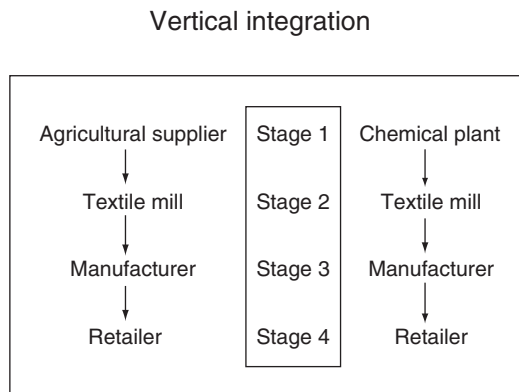 Vertical integration
Agricultural supplier Stage 1 Chemical plant
Textile mill Stage 2 Textile mill
Manufacturer Stage 3 Manufacturer
Retailer Stage 4 Retailer